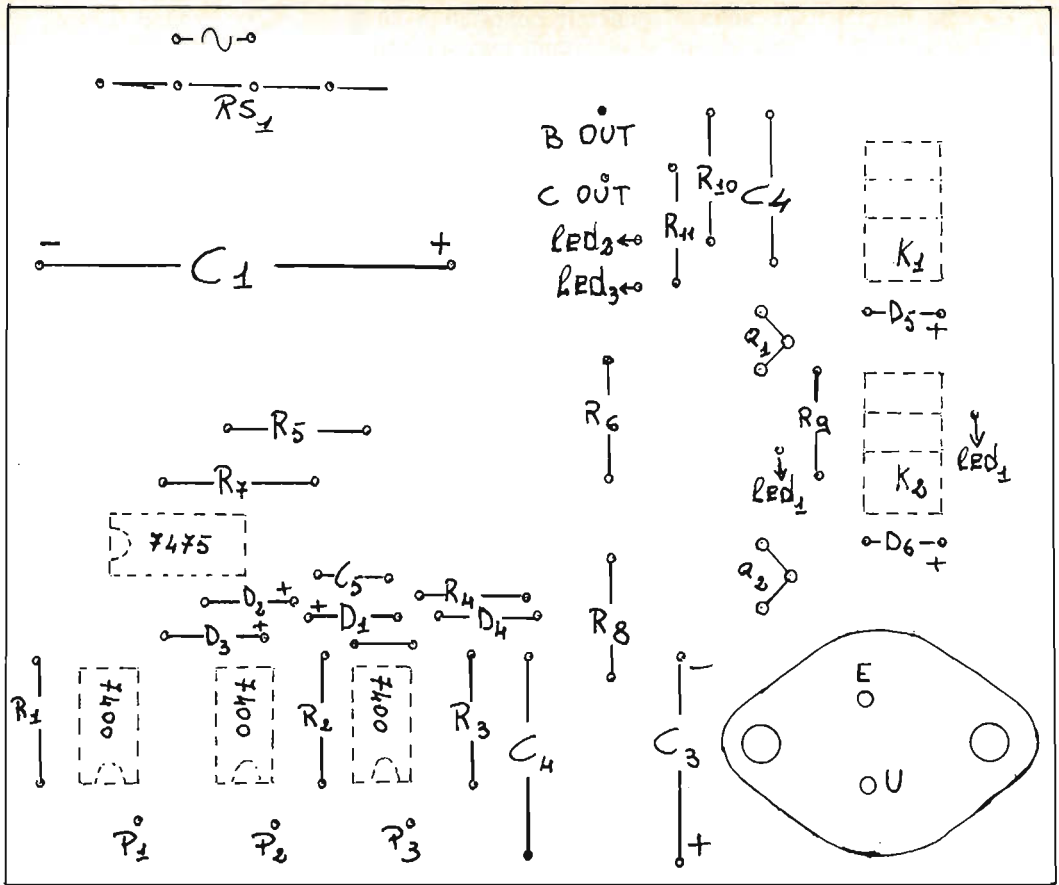 RS1
B OUT
C OUT
R10
C4
R11
led2
led3
K1
- C1 +
D5 +
Q1
R6
R9
R5
led1
led1
K2
R7
7475
D6 +
Q2
C5
R4
D2 +
+ D1
D4
D3 +
R8
R1
7400
7400
R2
7400
R3
C4
-
C3
+
E
U
P1
P2
P3